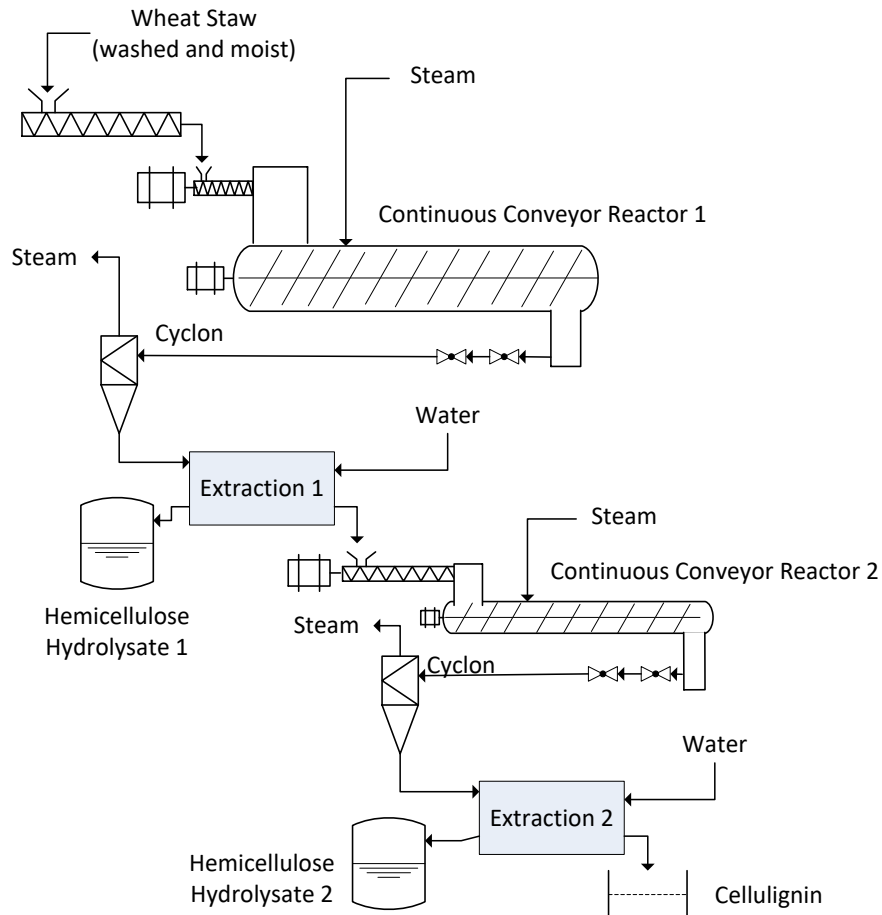 Wheat Staw
(washed and moist)
Steam
Continuous Conveyor Reactor 1
Steam
Cyclon
Water
Extraction 1
Steam
Continuous Conveyor Reactor 2
Hemicellulose
Hydrolysate 1
Steam
Cyclon
Water
Extraction 2
Hemicellulose
Hydrolysate 2
Cellulignin